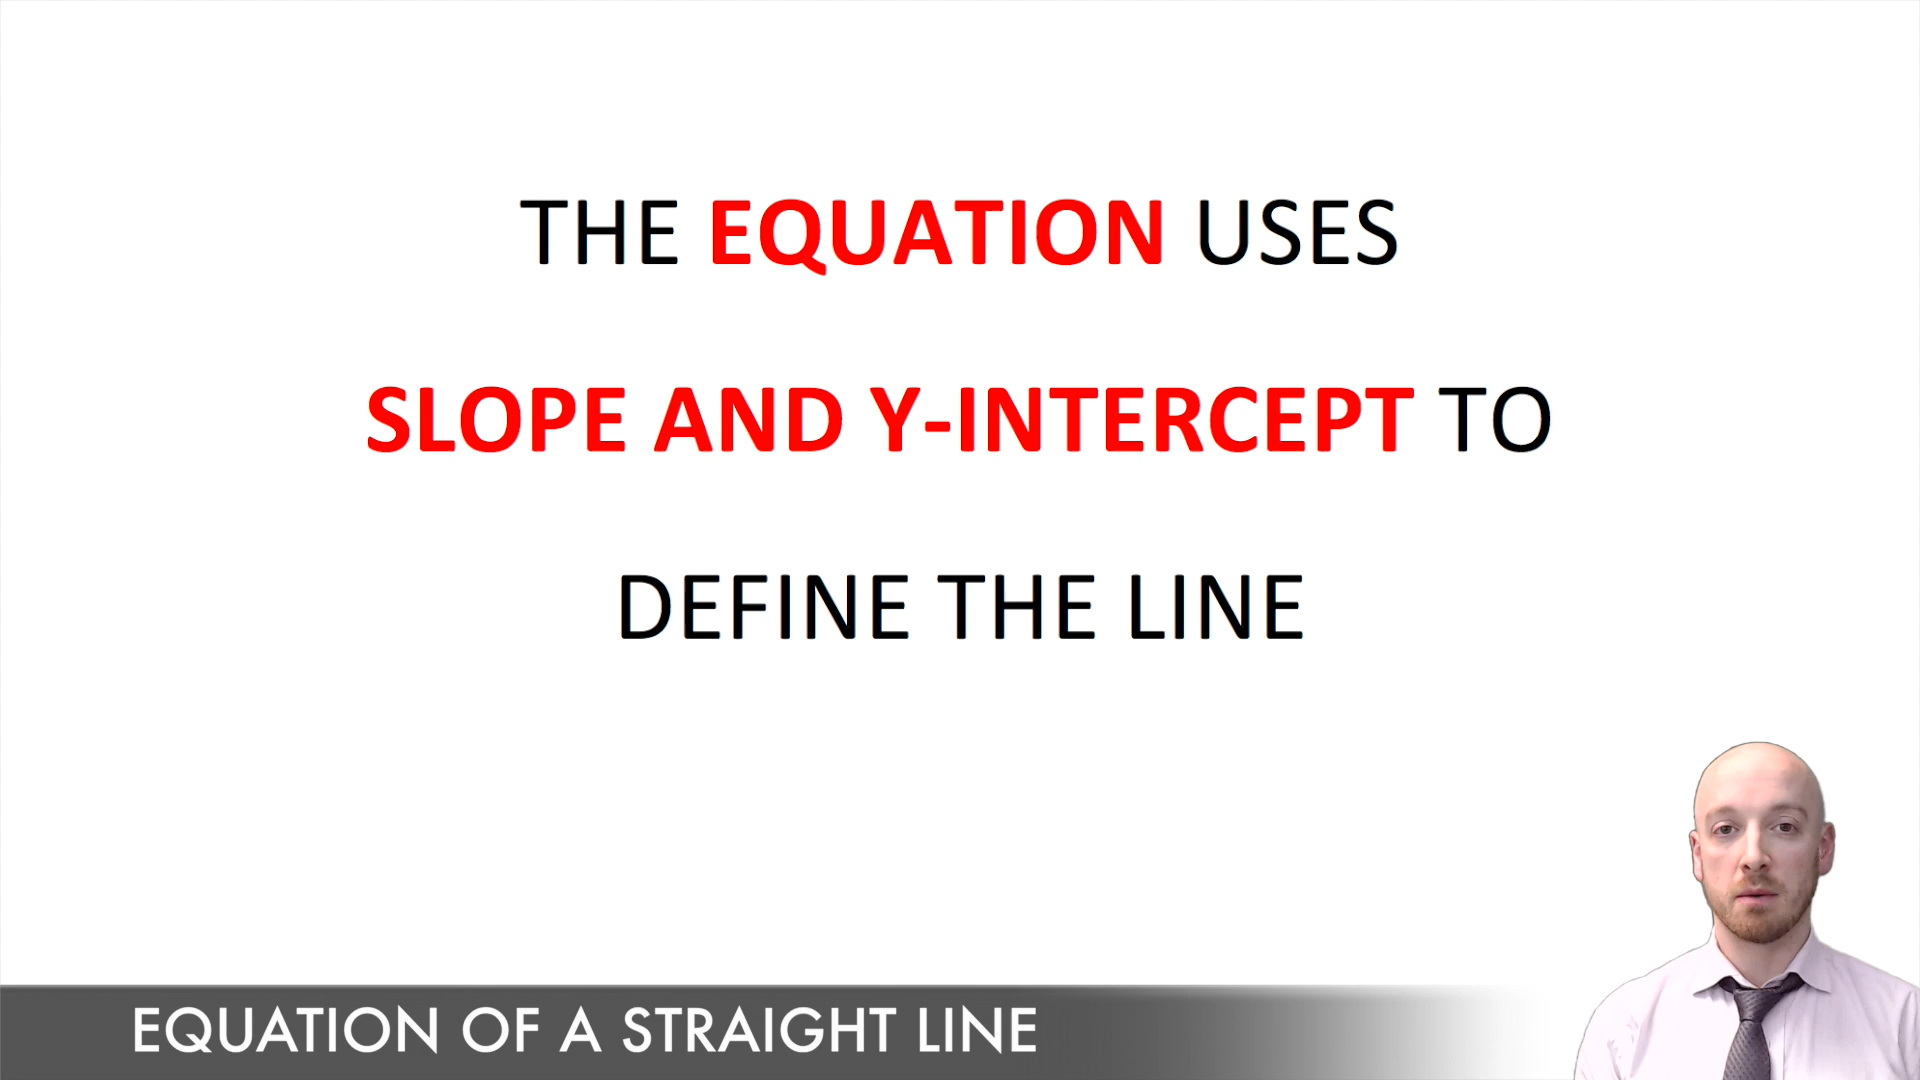 THE EQUATION USES
SLOPE AND Y-INTERCEPT TO
DEFINE THE LINE
EQUATION OF A STRAIGHT LINE